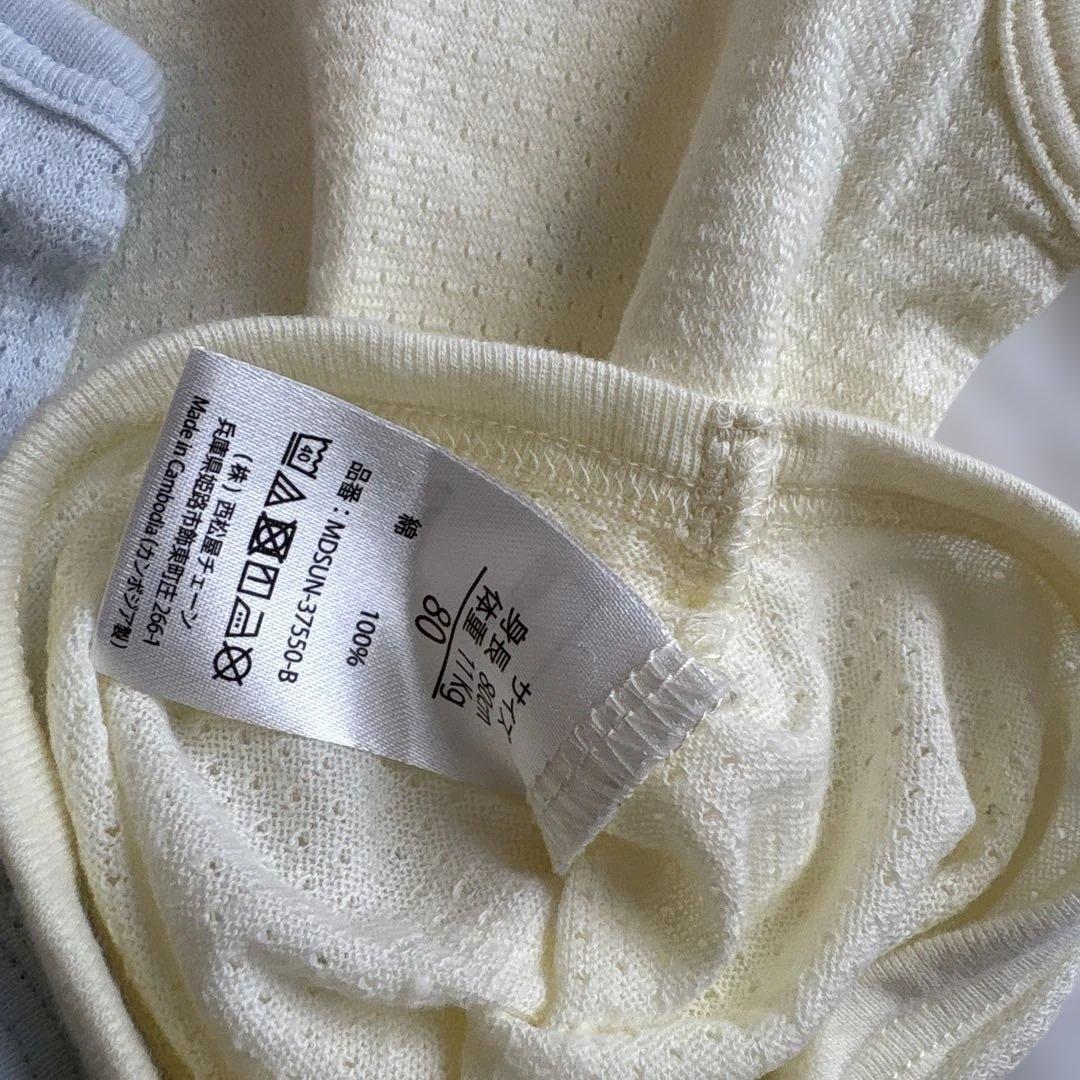 サイズ
身長 80cm
体重 11kg
80
綿 100%
品番：MDSUN-37550-B
40
(株)西松屋チェーン
兵庫県姫路市飾東町庄 266-1
Made in Cambodia (カンボジア製)